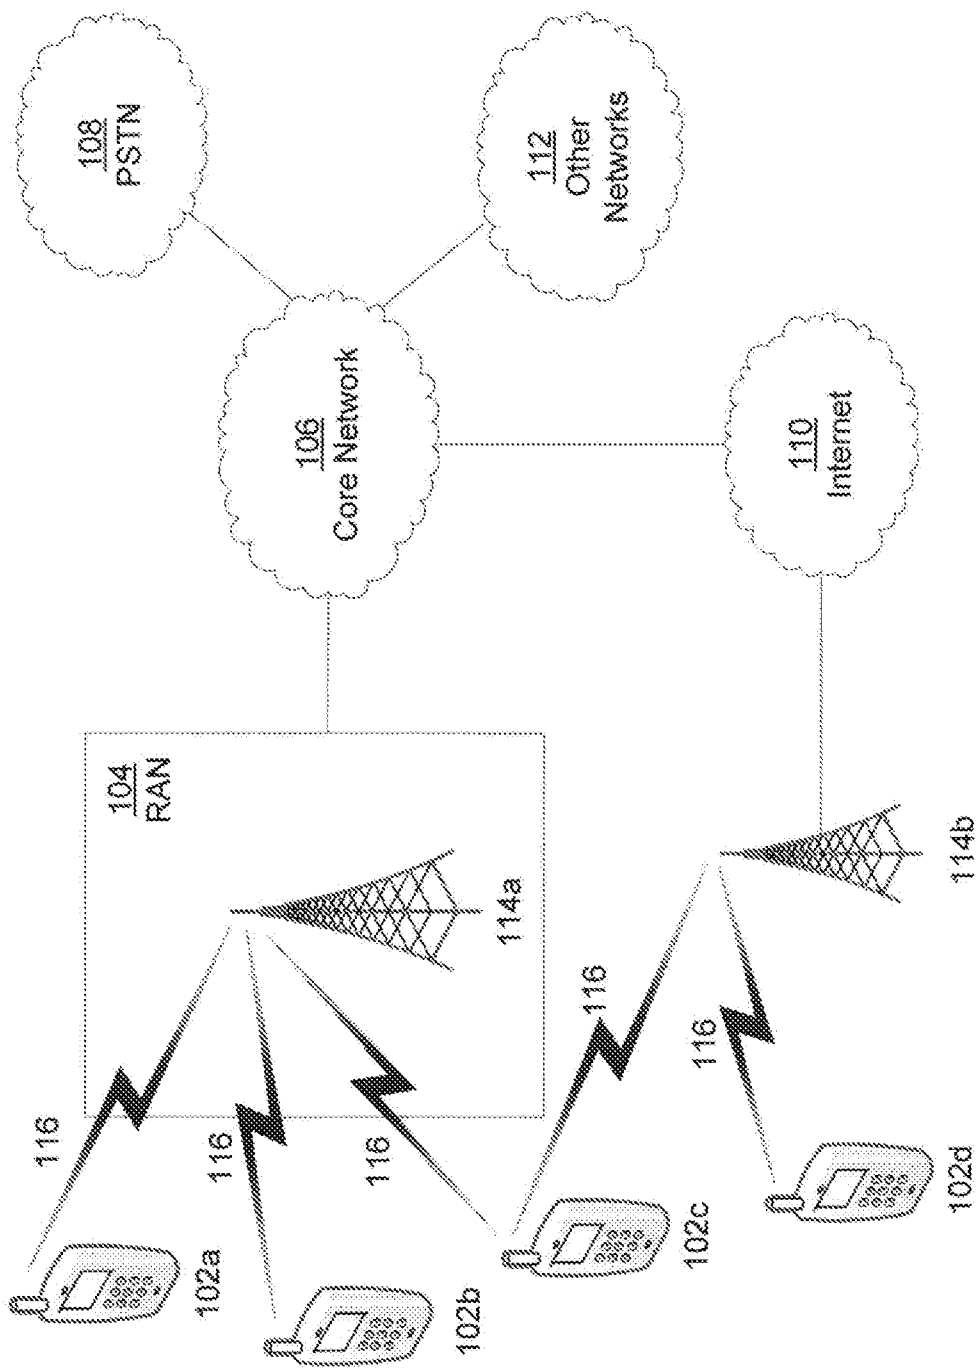 102a
116
102b
116
102c
116
102d
116
116
104
RAN
114a
114b
106
Core Network
110
Internet
108
PSTN
112
Other
Networks